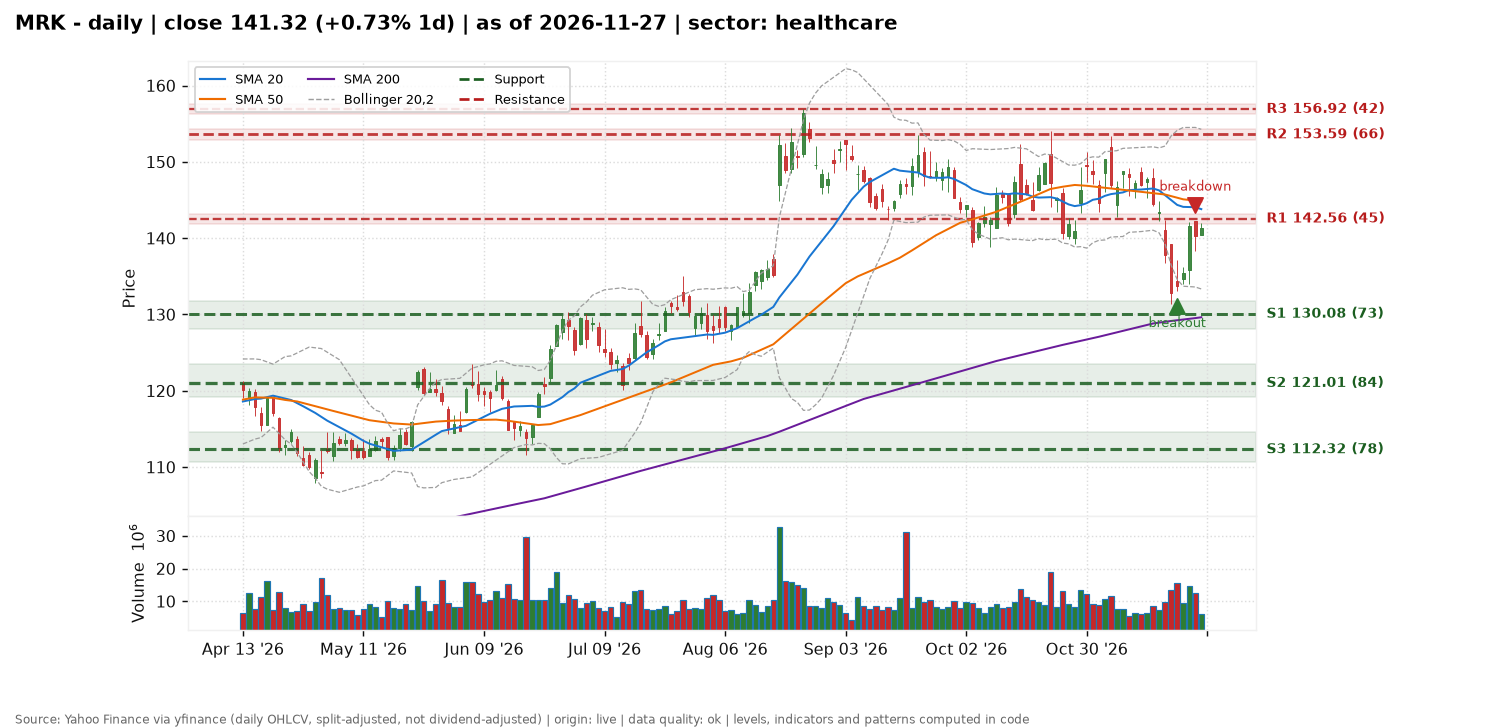 MRK - daily | close 141.32 (+0.73% 1d) | as of 2026-11-27 | sector: healthcare
SMA 20
SMA 50
SMA 200
Bollinger 20,2
Support
Resistance
Price
160
150
140
130
120
110
R3 156.92 (42)
R2 153.59 (66)
breakdown
R1 142.56 (45)
S1 130.08 (73)
breakout
S2 121.01 (84)
S3 112.32 (78)
Volume 10⁶
30
20
10
Apr 13 '26
May 11 '26
Jun 09 '26
Jul 09 '26
Aug 06 '26
Sep 03 '26
Oct 02 '26
Oct 30 '26
Source: Yahoo Finance via yfinance (daily OHLCV, split-adjusted, not dividend-adjusted) | origin: live | data quality: ok | levels, indicators and patterns computed in code